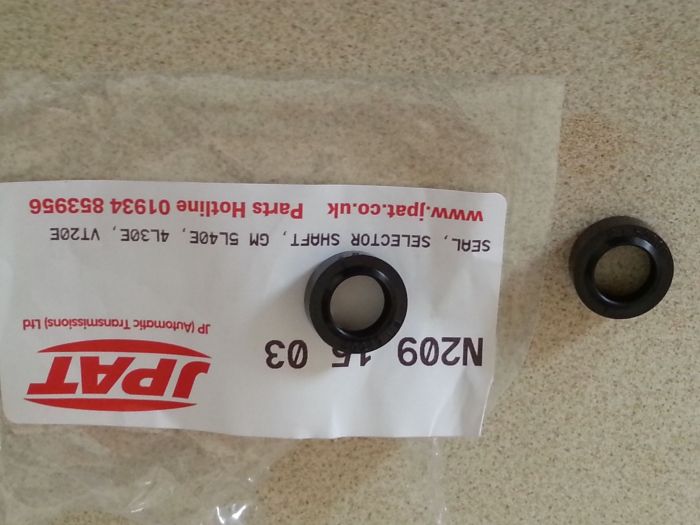 N209 03
JPAT
JP (Automatic Transmissions) Ltd
SEAL, SELECTOR SHAFT, GM 5L40E, 4L30E, VT20E
www.jpat.co.uk Parts Hotline 01934 853956